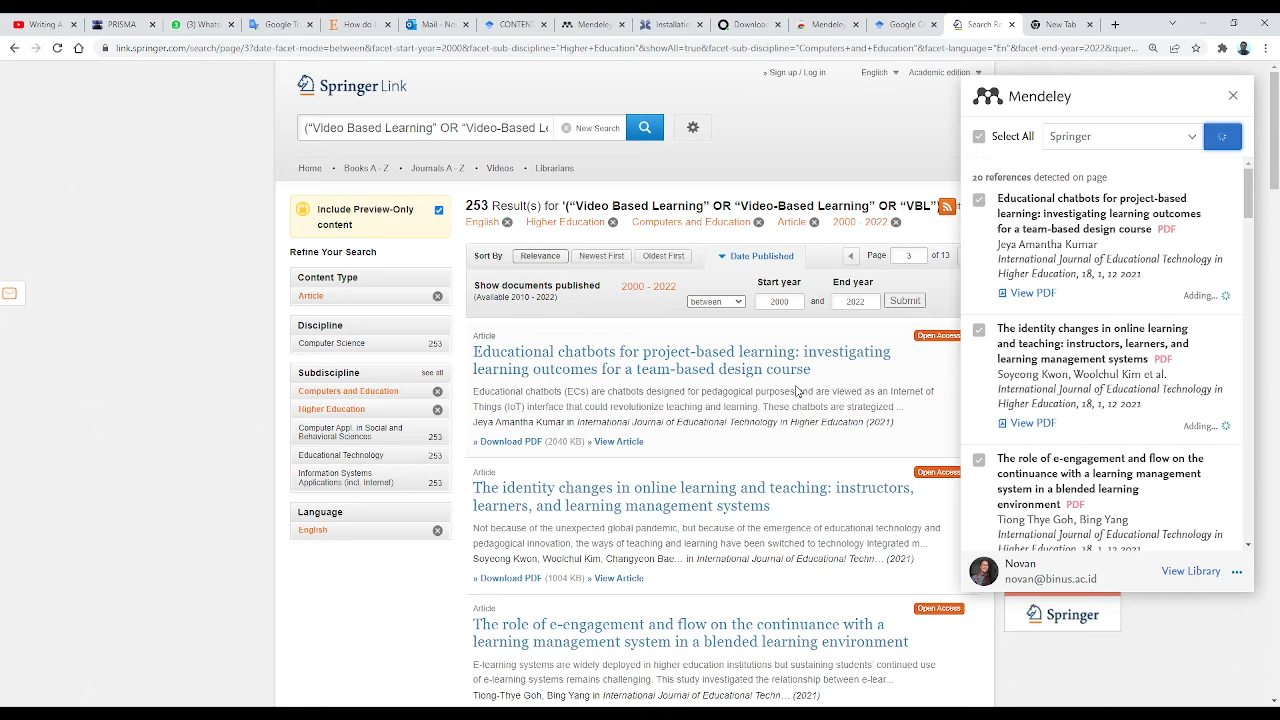 Writing A
PRISMA
(3) Whats
Google Tr
How do I
Mail - No
CONTENT
Mendeley
Installatio
Downloac
Mendeley
Google C
Search Re
New Tab
link.springer.com/search/page/3?date-facet-mode=between&facet-start-year=2000&facet-sub-discipline="Higher+Education"&showAll=true&facet-sub-discipline="Computers+and+Education"&facet-language="En"&facet-end-year=2022&quer...
Springer Link
» Sign up / Log in
English
Academic edition
("Video Based Learning" OR "Video-Based Le
New Search
Home
Books A - Z
Journals A - Z
Videos
Librarians
Include Preview-Only
content
Refine Your Search
Content Type
Article
Discipline
Computer Science 253
Subdiscipline see all
Computers and Education
Higher Education
Computer Appl. in Social and
Behavioral Sciences 253
Educational Technology 253
Information Systems
Applications (incl. Internet) 253
Language
English
253 Result(s) for '("Video Based Learning" OR "Video-Based Learning" OR "VBL")
English
Higher Education
Computers and Education
Article
2000 - 2022
Sort By
Relevance
Newest First
Oldest First
Date Published
Page 3 of 13
Show documents published
(Available 2010 - 2022)
2000 - 2022
between
Start year
2000
and
End year
2022
Submit
Article
Open Access
Educational chatbots for project-based learning: investigating
learning outcomes for a team-based design course
Educational chatbots (ECs) are chatbots designed for pedagogical purposes and are viewed as an Internet of
Things (IoT) interface that could revolutionize teaching and learning. These chatbots are strategized ...
Jeya Amantha Kumar in International Journal of Educational Technology in Higher Education (2021)
» Download PDF (2040 KB) » View Article
Article
Open Access
The identity changes in online learning and teaching: instructors,
learners, and learning management systems
Not because of the unexpected global pandemic, but because of the emergence of educational technology and
pedagogical innovation, the ways of teaching and learning have been switched to technology integrated m...
Soyeong Kwon, Woolchul Kim, Changyeon Bae... in International Journal of Educational Techn... (2021)
» Download PDF (1004 KB) » View Article
Article
Open Access
The role of e-engagement and flow on the continuance with a
learning management system in a blended learning environment
E-learning systems are widely deployed in higher education institutions but sustaining students' continued use
of e-learning systems remains challenging. This study investigated the relationship between e-lear...
Tiong-Thye Goh, Bing Yang in International Journal of Educational Techn... (2021)
Mendeley
Select All
Springer
20 references detected on page
Educational chatbots for project-based
learning: investigating learning outcomes
for a team-based design course PDF
Jeya Amantha Kumar
International Journal of Educational Technology in
Higher Education, 18, 1, 12 2021
View PDF
Adding...
The identity changes in online learning
and teaching: instructors, learners, and
learning management systems PDF
Soyeong Kwon, Woolchul Kim et al.
International Journal of Educational Technology in
Higher Education, 18, 1, 12 2021
View PDF
Adding...
The role of e-engagement and flow on the
continuance with a learning management
system in a blended learning
environment PDF
Tiong Thye Goh, Bing Yang
International Journal of Educational Technology in
Higher Education, 18, 1, 12 2021
Novan
novan@binus.ac.id
View Library
Springer